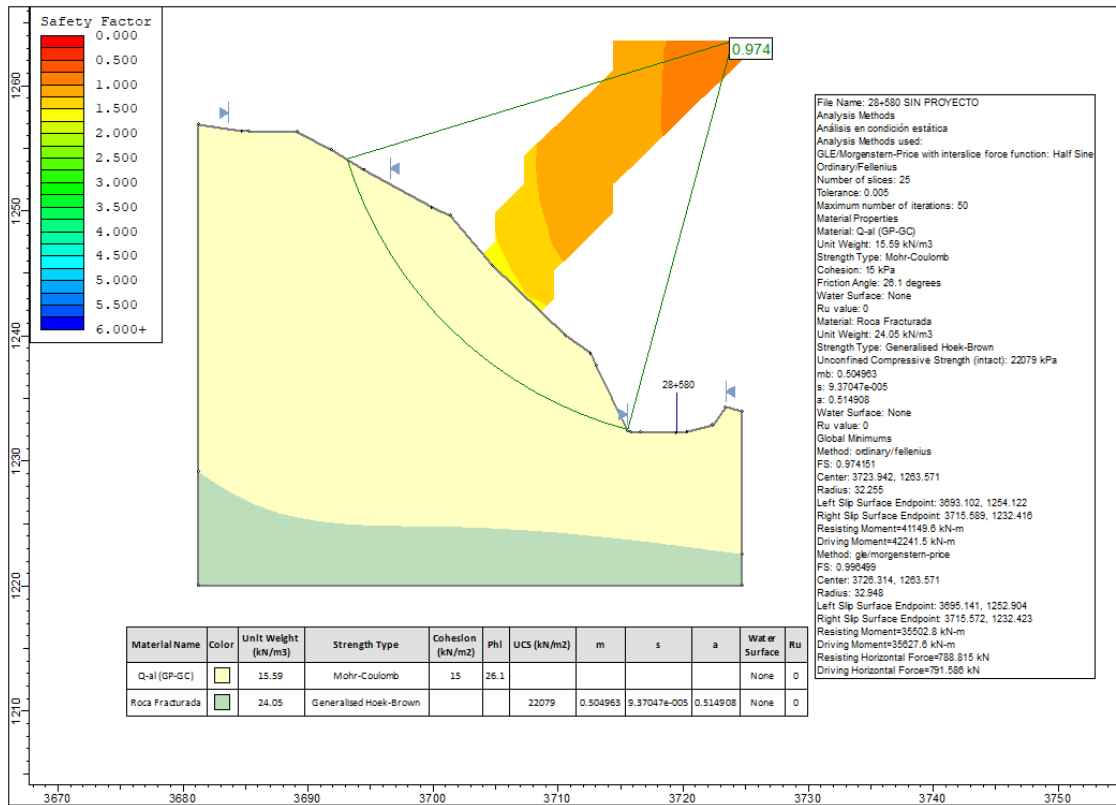 Safety Factor
0.000
0.500
1.000
1.500
2.000
2.500
3.000
3.500
4.000
4.500
5.000
5.500
6.000+
0.974
28+580
File Name: 28+580 SIN PROYECTO
Analysis Methods
Análisis en condición estática
Analysis Methods used:
GLE/Morgenstern-Price with interslice force function: Half Sine
Ordinary/Fellenius
Number of slices: 25
Tolerance: 0.005
Maximum number of iterations: 50
Material Properties
Material: Q-al (GP-GC)
Unit Weight: 15.59 kN/m3
Strength Type: Mohr-Coulomb
Cohesion: 15 kPa
Friction Angle: 26.1 degrees
Water Surface: None
Ru value: 0
Material: Roca Fracturada
Unit Weight: 24.05 kN/m3
Strength Type: Generalised Hoek-Brown
Unconfined Compressive Strength (intact): 22079 kPa
mb: 0.504963
s: 9.37047e-005
a: 0.514908
Water Surface: None
Ru value: 0
Global Minimums
Method: ordinary/fellenius
FS: 0.974151
Center: 3723.942, 1263.571
Radius: 32.255
Left Slip Surface Endpoint: 3693.102, 1254.122
Right Slip Surface Endpoint: 3715.589, 1232.416
Resisting Moment=41149.6 kN-m
Driving Moment=42241.5 kN-m
Method: gle/morgenstern-price
FS: 0.996499
Center: 3726.314, 1263.571
Radius: 32.948
Left Slip Surface Endpoint: 3695.141, 1252.904
Right Slip Surface Endpoint: 3715.572, 1232.423
Resisting Moment=35502.8 kN-m
Driving Moment=35627.6 kN-m
Resisting Horizontal Force=788.815 kN
Driving Horizontal Force=791.586 kN
Material Name Color Unit Weight (kN/m3) Strength Type Cohesion (kN/m2) Phi UCS (kN/m2) m s a Water Surface Ru
Q-al (GP-GC) 15.59 Mohr-Coulomb 15 26.1 None 0
Roca Fracturada 24.05 Generalised Hoek-Brown 22079 0.504963 9.37047e-005 0.514908 None 0
1260
1250
1240
1230
1220
1210
3670 3680 3690 3700 3710 3720 3730 3740 3750